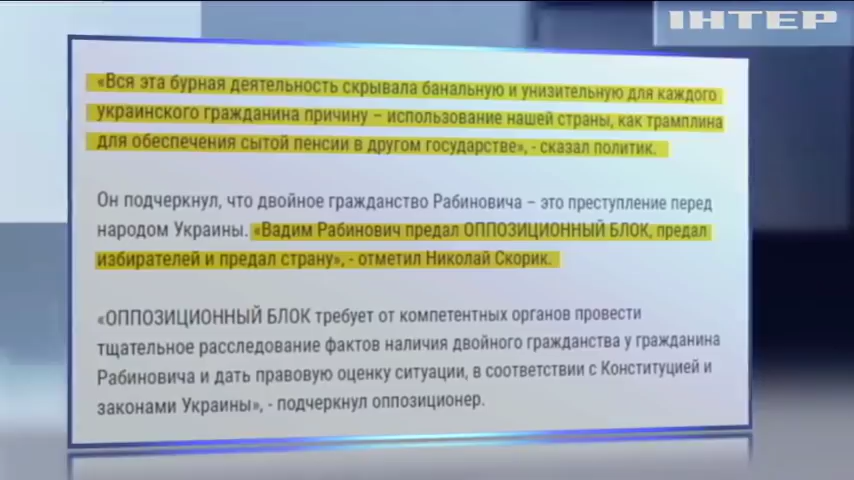 ІНТЕР
«Вся эта бурная деятельность скрывала банальную и унизительную для каждого
украинского гражданина причину – использование нашей страны, как трамплина
для обеспечения сытой пенсии в другом государстве», - сказал политик.
Он подчеркнул, что двойное гражданство Рабиновича – это преступление перед
народом Украины. «Вадим Рабинович предал ОППОЗИЦИОННЫЙ БЛОК, предал
избирателей и предал страну», - отметил Николай Скорик.
«ОППОЗИЦИОННЫЙ БЛОК требует от компетентных органов провести
тщательное расследование фактов наличия двойного гражданства у гражданина
Рабиновича и дать правовую оценку ситуации, в соответствии с Конституцией и
законами Украины», - подчеркнул оппозиционер.